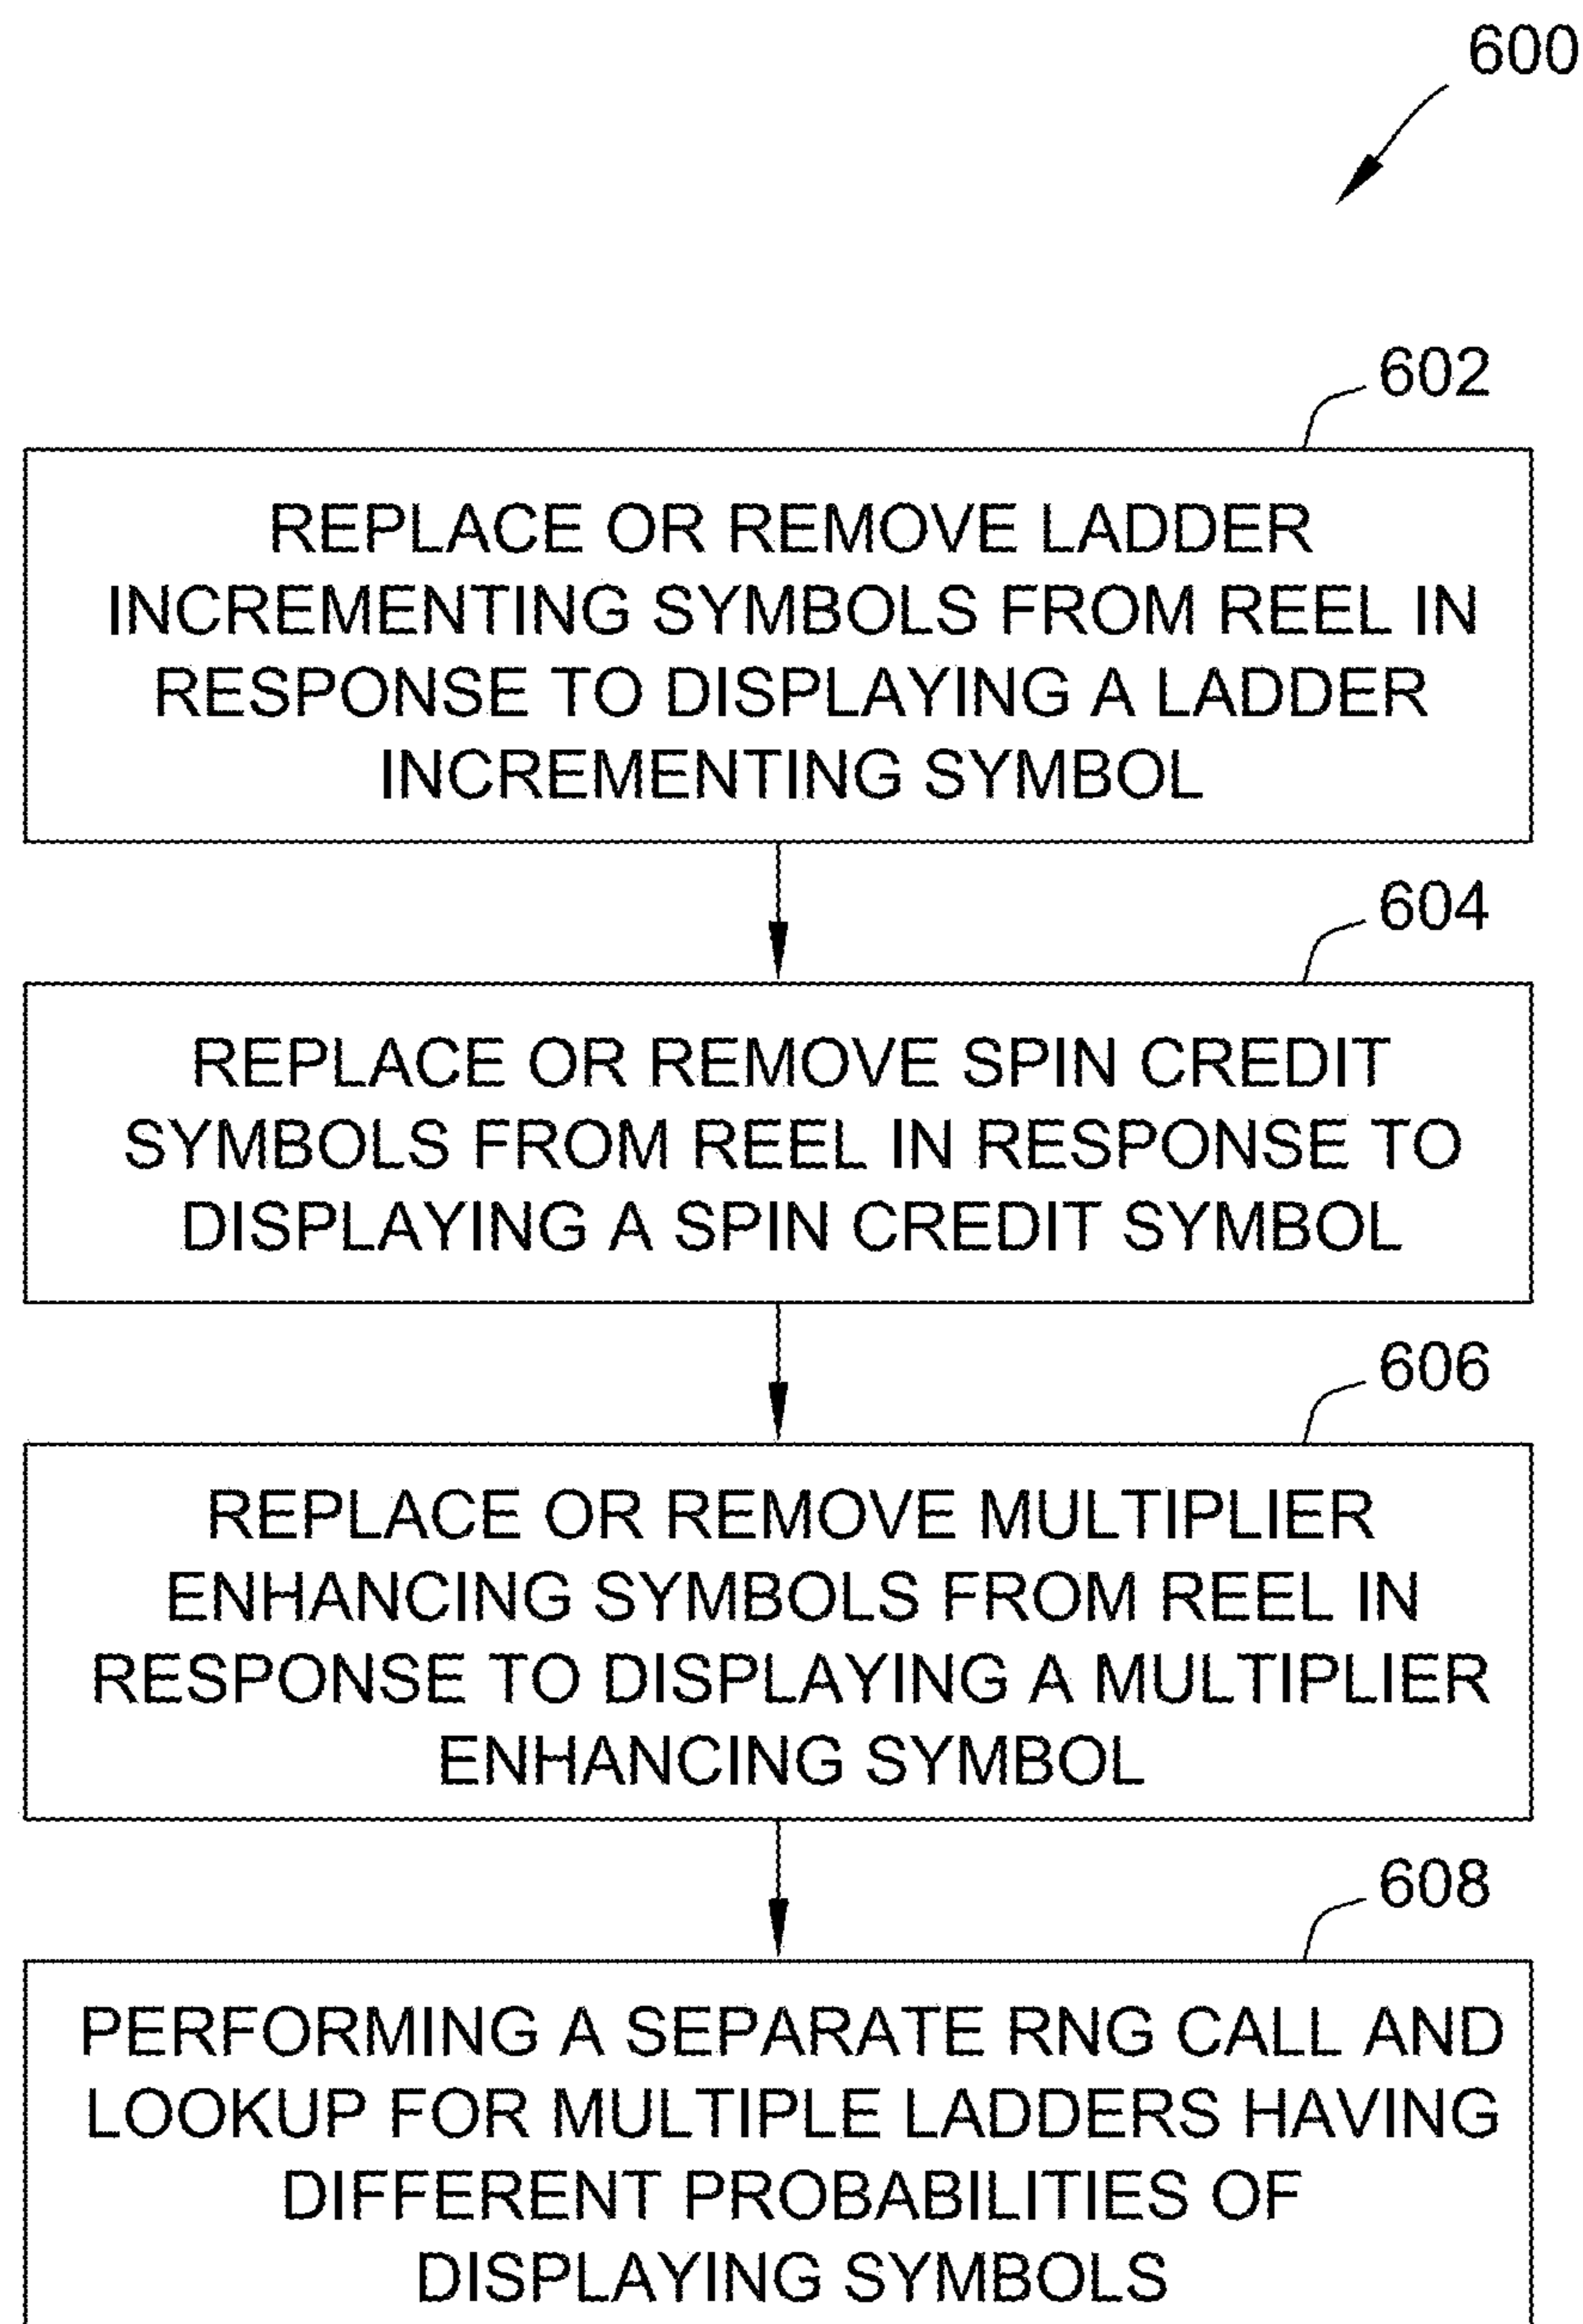 600
602
REPLACE OR REMOVE LADDER
INCREMENTING SYMBOLS FROM REEL IN
RESPONSE TO DISPLAYING A LADDER
INCREMENTING SYMBOL
604
REPLACE OR REMOVE SPIN CREDIT
SYMBOLS FROM REEL IN RESPONSE TO
DISPLAYING A SPIN CREDIT SYMBOL
606
REPLACE OR REMOVE MULTIPLIER
ENHANCING SYMBOLS FROM REEL IN
RESPONSE TO DISPLAYING A MULTIPLIER
ENHANCING SYMBOL
608
PERFORMING A SEPARATE RNG CALL AND
LOOKUP FOR MULTIPLE LADDERS HAVING
DIFFERENT PROBABILITIES OF
DISPLAYING SYMBOLS